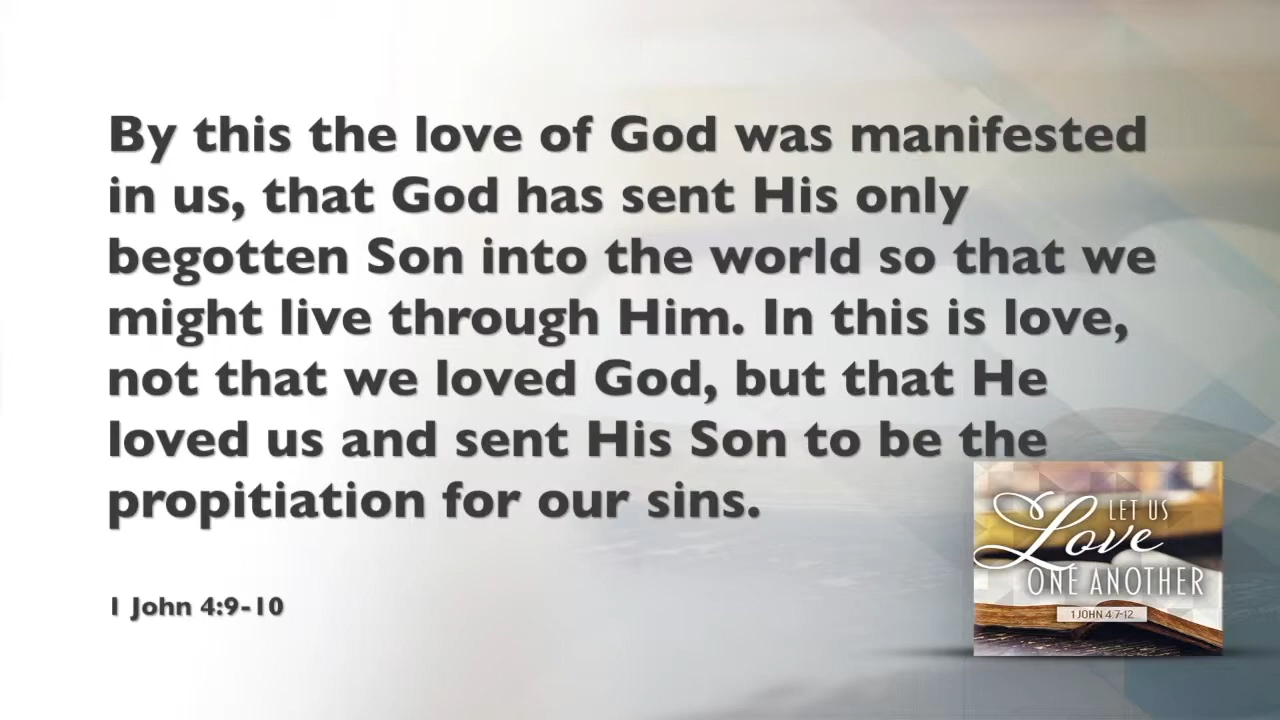 By this the love of God was manifested
in us, that God has sent His only
begotten Son into the world so that we
might live through Him. In this is love,
not that we loved God, but that He
loved us and sent His Son to be the
propitiation for our sins.
1 John 4:9-10
LET US
Love
ONE ANOTHER
1 JOHN 4:7-12